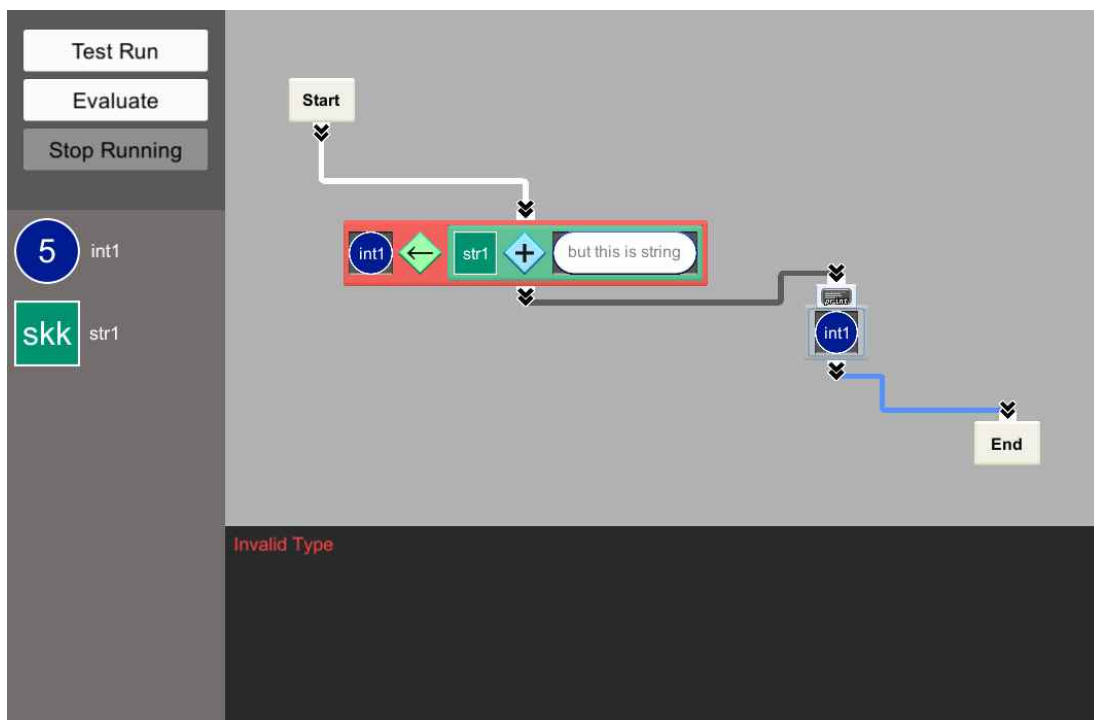 Test Run
Evaluate
Stop Running
5 int1
skk str1
Start
int1 ← str1 + but this is string
print
int1
End
Invalid Type